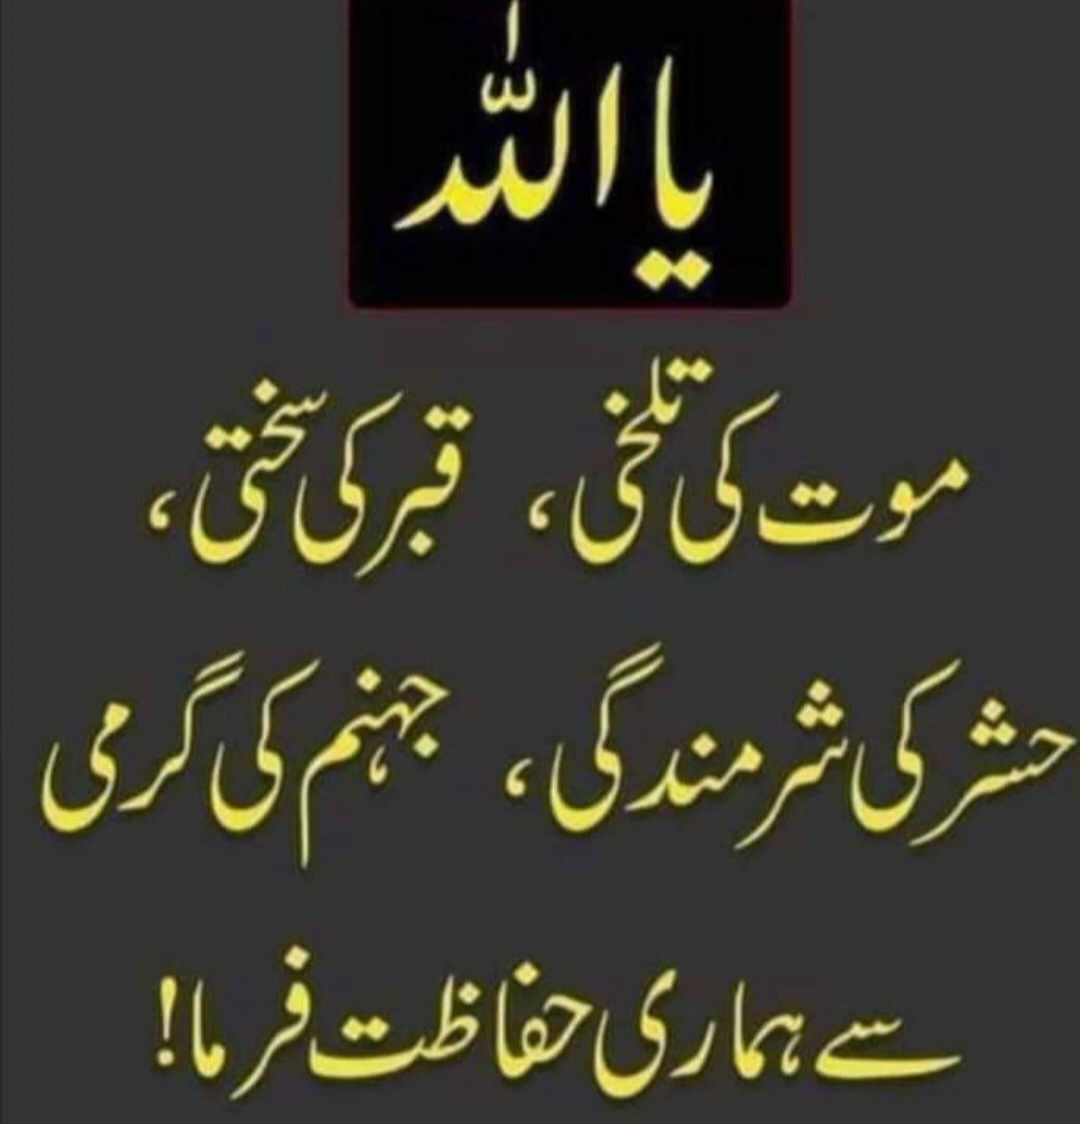 یا اللہ
موت کی تلخی، قبر کی سختی،
حشر کی شرمندگی، جہنم کی گرمی
سے ہماری حفاظت فرما!